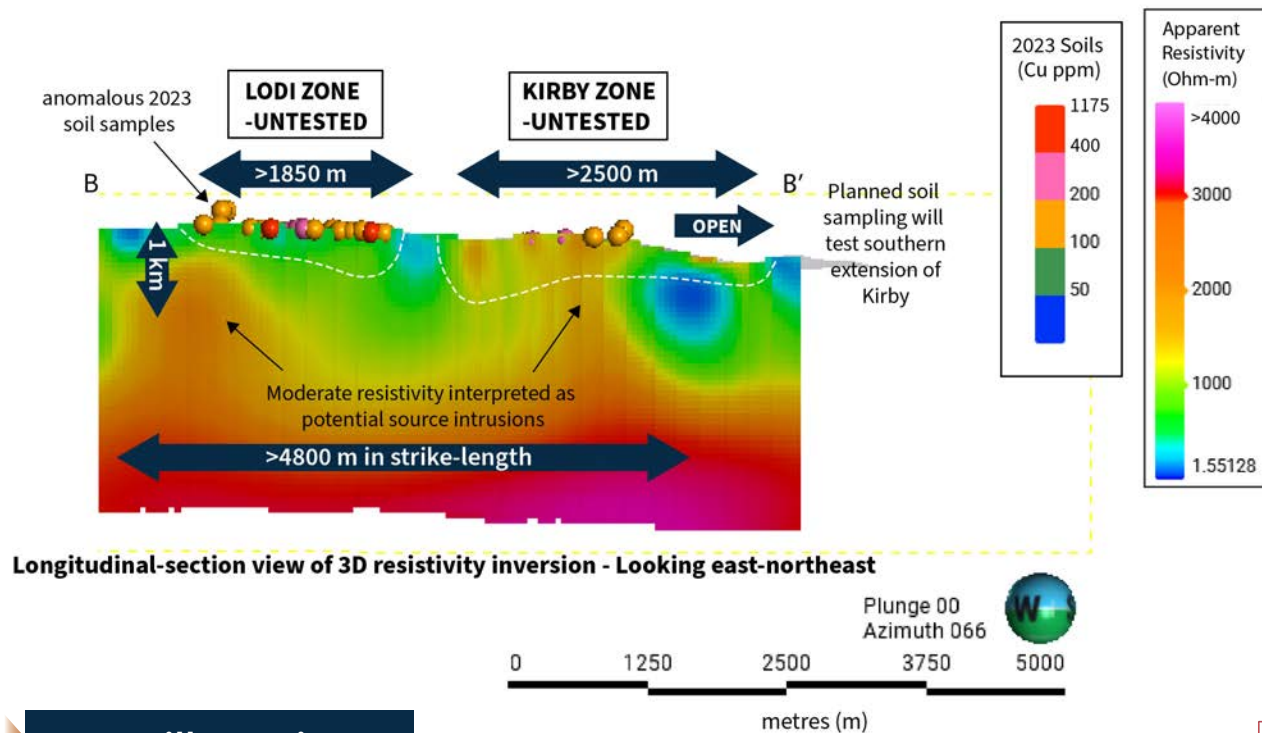 anomalous 2023
soil samples
LODI ZONE
-UNTESTED
KIRBY ZONE
-UNTESTED
>1850 m
>2500 m
B
B’
OPEN
Planned soil
sampling will
test southern
extension of
Kirby
1 km
Moderate resistivity interpreted as
potential source intrusions
>4800 m in strike-length
2023 Soils
(Cu ppm)
1175
400
200
100
50
Apparent
Resistivity
(Ohm-m)
>4000
3000
2000
1000
1.55128
Longitudinal-section view of 3D resistivity inversion - Looking east-northeast
Plunge 00
Azimuth 066
W
0 1250 2500 3750 5000
metres (m)